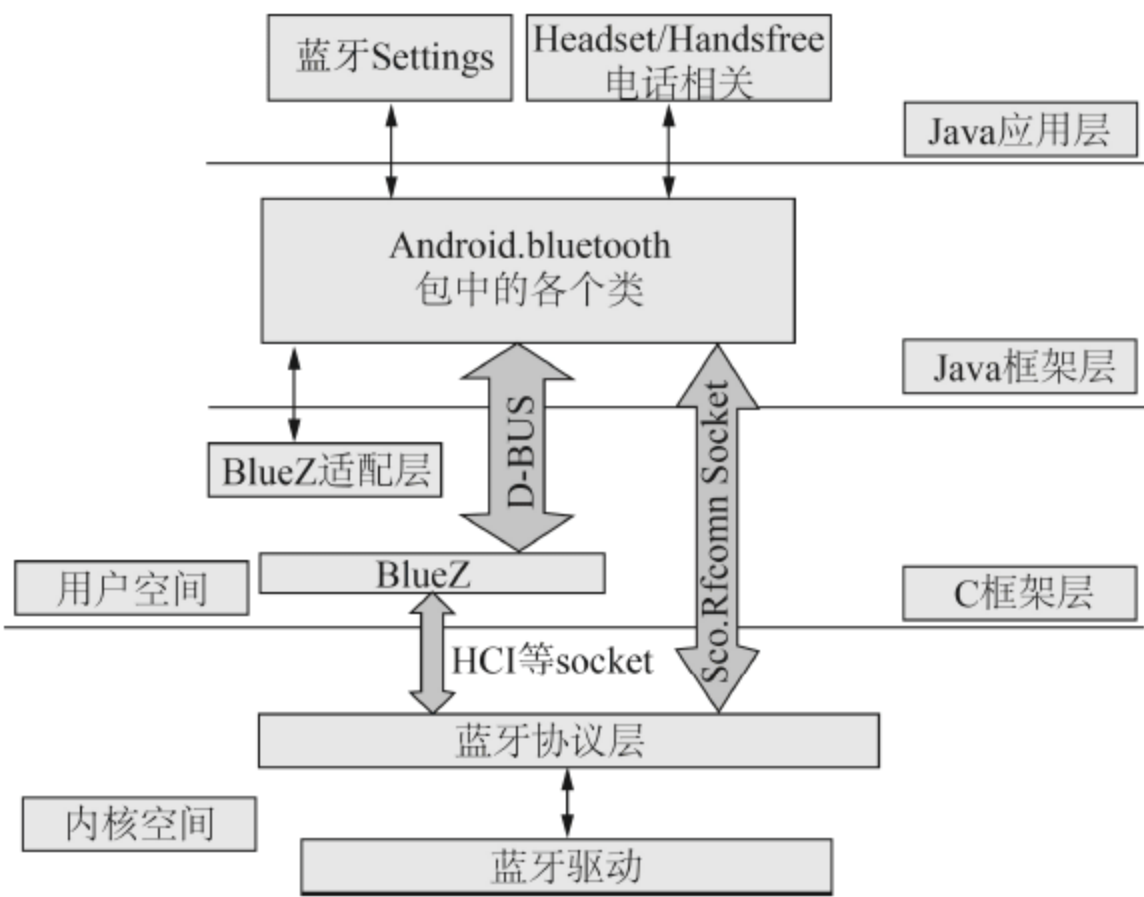 蓝牙Settings
Headset/Handsfree
电话相关
Java应用层
Android.bluetooth
包中的各个类
Java框架层
D-BUS
Sco.Rfcomn Socket
BlueZ适配层
BlueZ
用户空间
C框架层
HCI等socket
蓝牙协议层
内核空间
蓝牙驱动